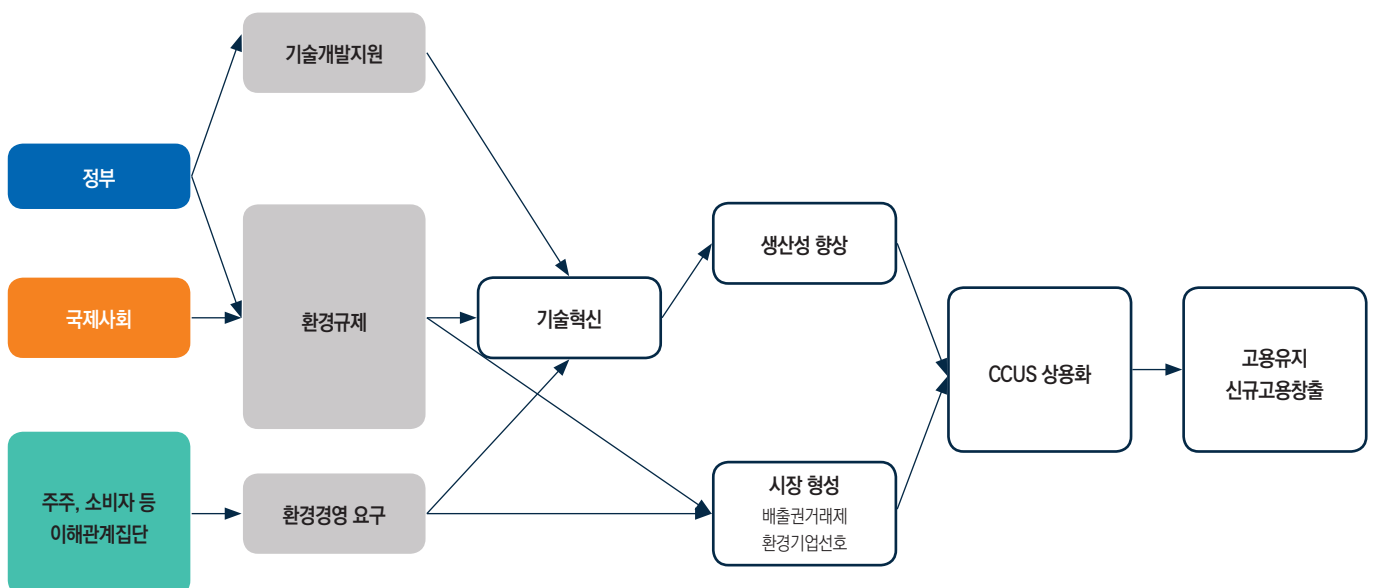 기술개발지원
정부
국제사회
주주, 소비자 등
이해관계집단
환경규제
환경경영 요구
기술혁신
생산성 향상
시장 형성
배출권거래제
환경기업선호
CCUS 상용화
고용유지
신규고용창출